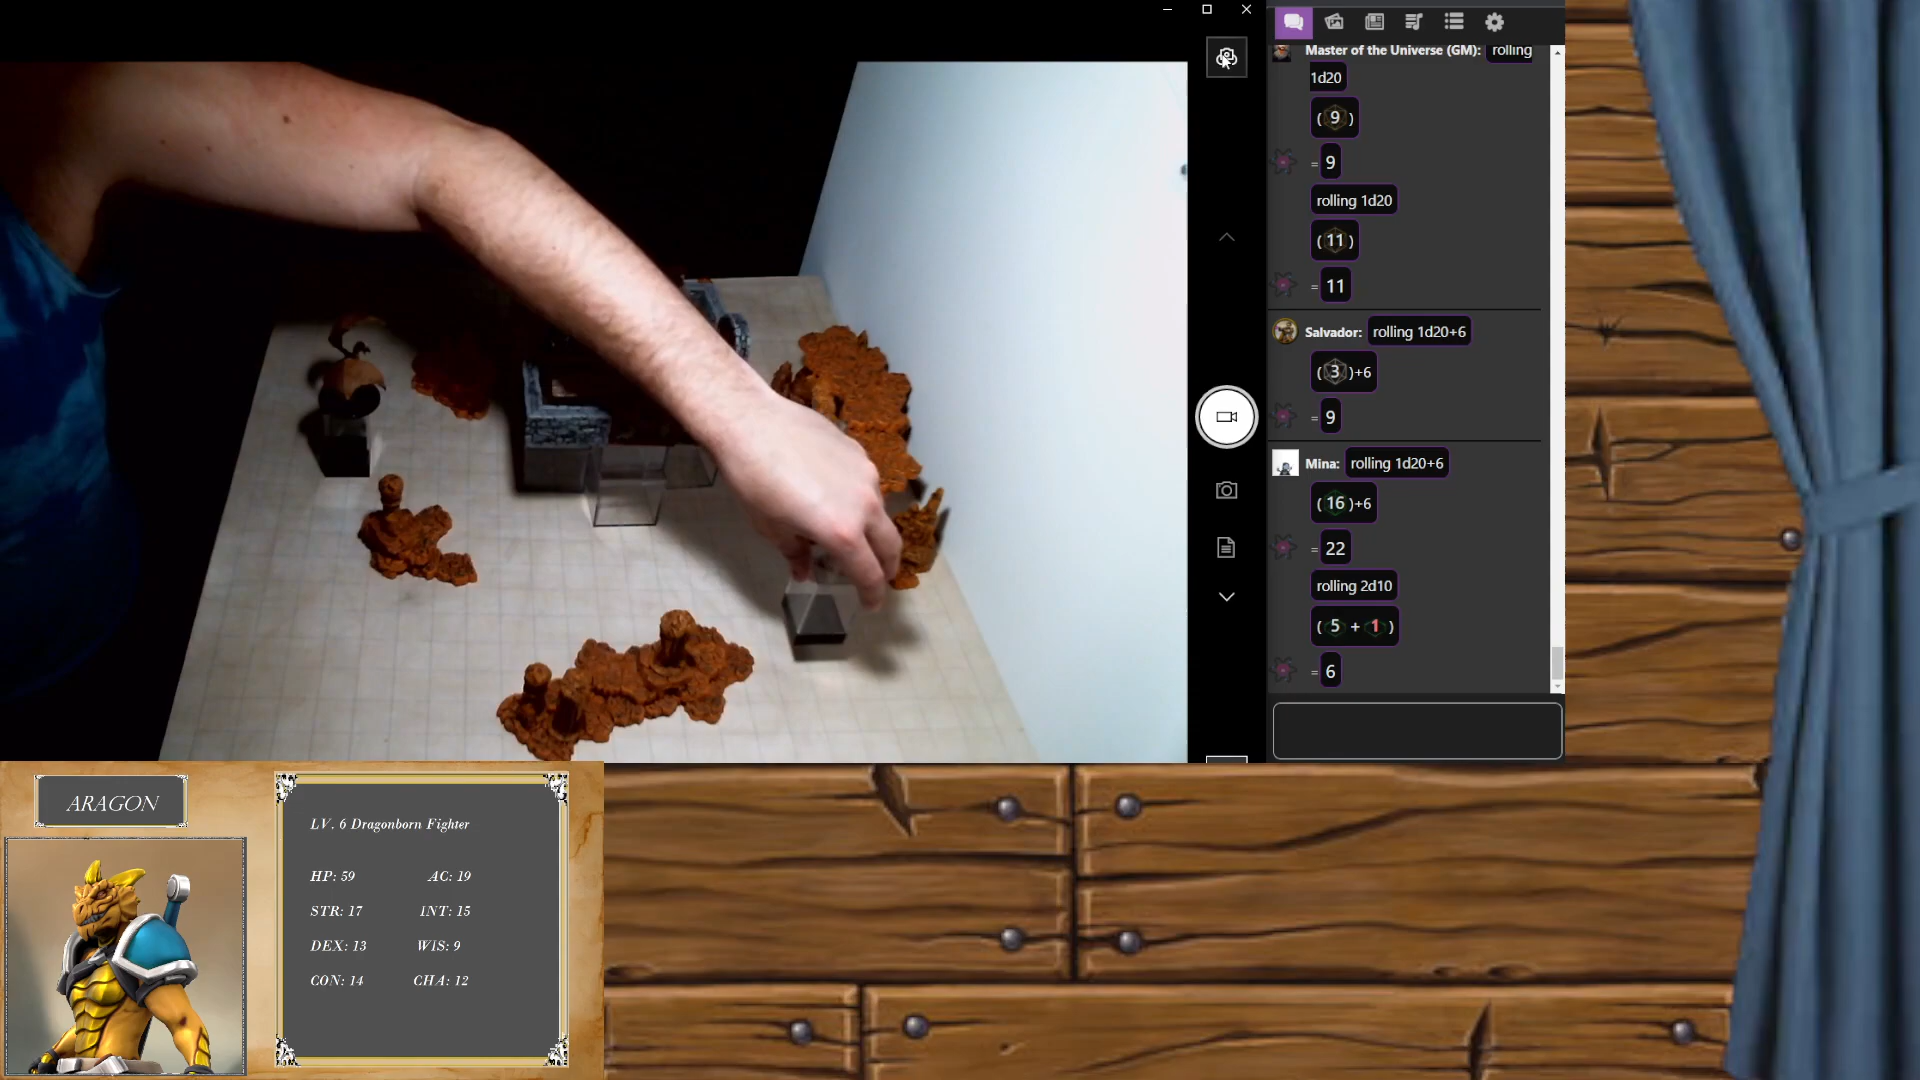 Master of the Universe (GM): rolling
1d20
(9)
= 9
rolling 1d20
(11)
= 11
Salvador: rolling 1d20+6
(3)+6
= 9
Mina: rolling 1d20+6
(16)+6
= 22
rolling 2d10
(5 + 1)
= 6
ARAGON
LV. 6 Dragonborn Fighter
HP: 59 AC: 19
STR: 17 INT: 15
DEX: 13 WIS: 9
CON: 14 CHA: 12